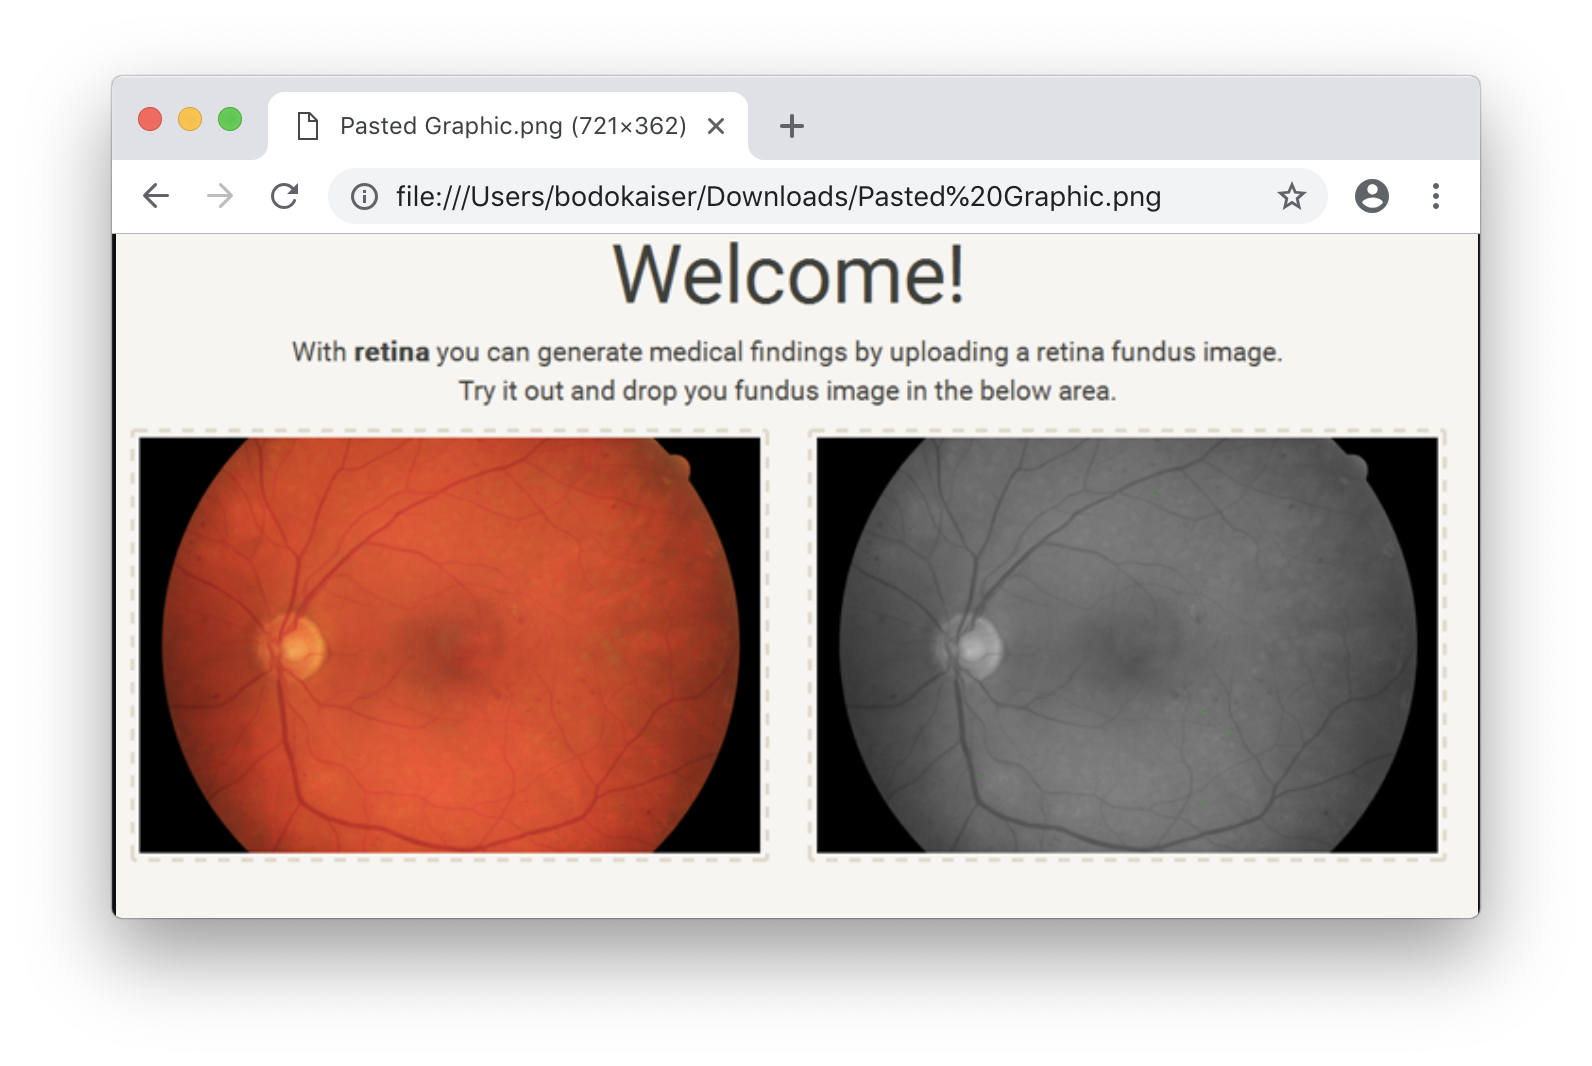 Pasted Graphic.png (721×362)
file:///Users/bodokaiser/Downloads/Pasted%20Graphic.png
Welcome!
With retina you can generate medical findings by uploading a retina fundus image.
Try it out and drop you fundus image in the below area.